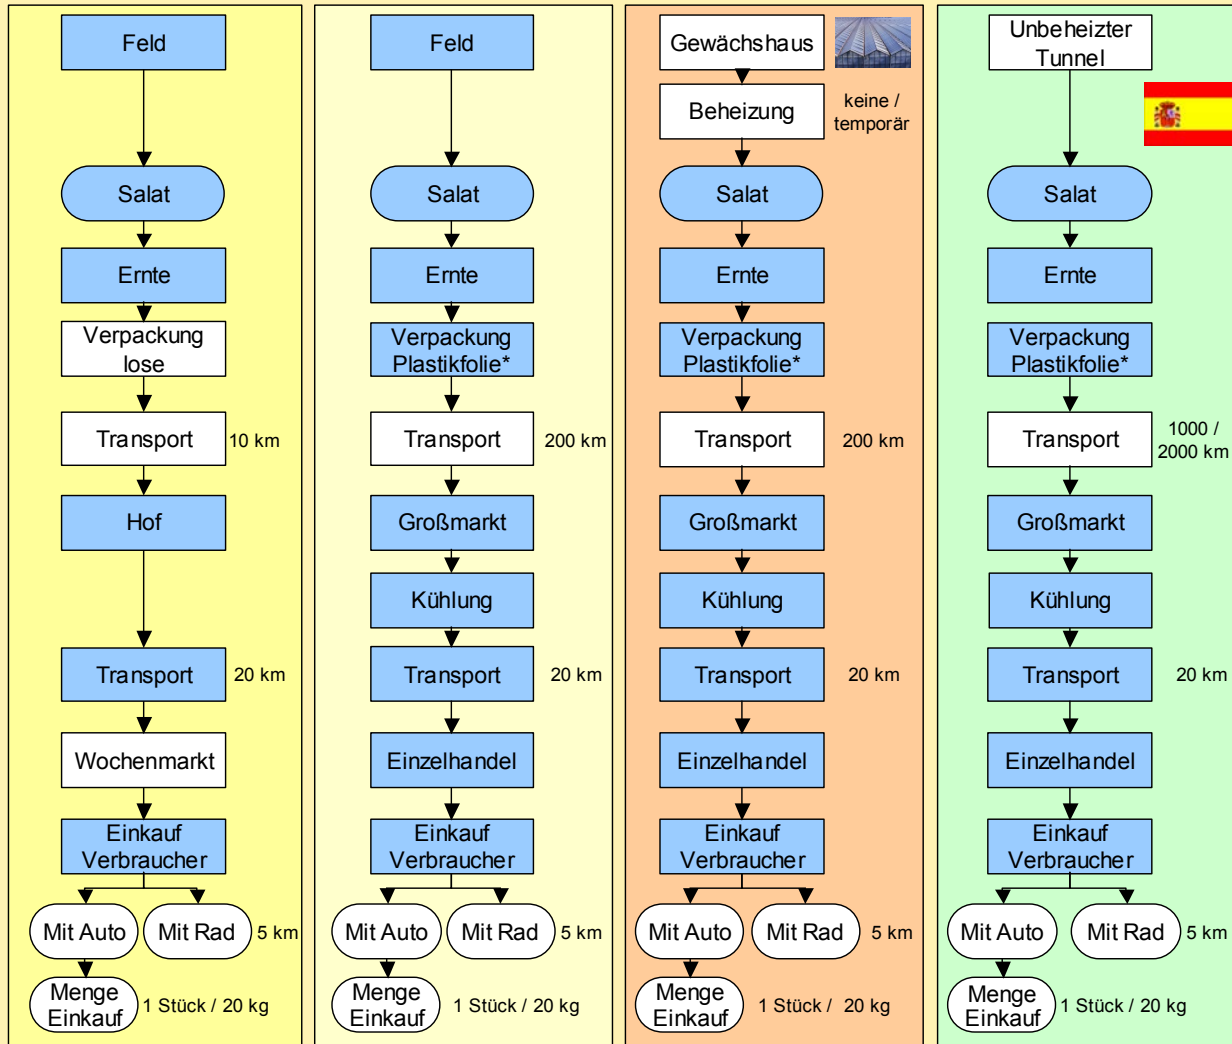 Feld
Salat
Ernte
Verpackung
lose
Transport
10 km
Hof
Transport
20 km
Wochenmarkt
Einkauf
Verbraucher
Mit Auto
Mit Rad
5 km
Menge
Einkauf
1 Stück / 20 kg
Feld
Salat
Ernte
Verpackung
Plastikfolie*
Transport
200 km
Großmarkt
Kühlung
Transport
20 km
Einzelhandel
Einkauf
Verbraucher
Mit Auto
Mit Rad
5 km
Menge
Einkauf
1 Stück / 20 kg
Gewächshaus
Beheizung
keine /
temporär
Salat
Ernte
Verpackung
Plastikfolie*
Transport
200 km
Großmarkt
Kühlung
Transport
20 km
Einzelhandel
Einkauf
Verbraucher
Mit Auto
Mit Rad
5 km
Menge
Einkauf
1 Stück / 20 kg
Unbeheizter
Tunnel
Salat
Ernte
Verpackung
Plastikfolie*
Transport
1000 /
2000 km
Großmarkt
Kühlung
Transport
20 km
Einzelhandel
Einkauf
Verbraucher
Mit Auto
Mit Rad
5 km
Menge
Einkauf
1 Stück / 20 kg